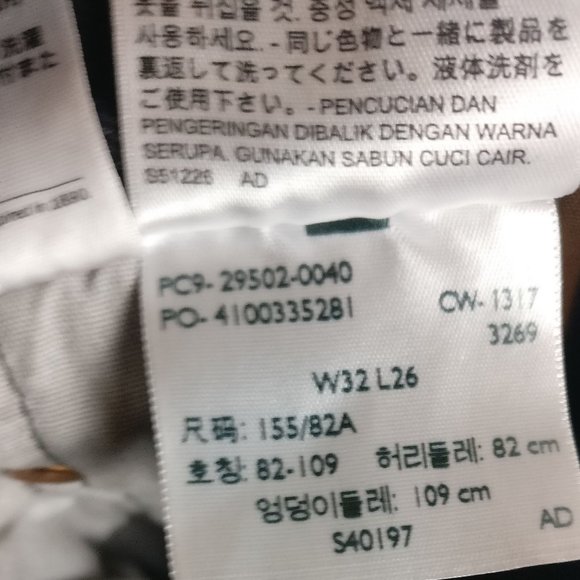 洗濯
사용하세요. - 同じ色物と一緒に製品を
裏返して洗ってください。液体洗剤を
ご使用下さい。- PENCUCIAN DAN
PENGERINGAN DIBALIK DENGAN WARNA
SERUPA. GUNAKAN SABUN CUCI CAIR.
S51226 AD
in 1890.
PC9- 29502-0040
PO- 4100335281
CW- 1317
3269
W32 L26
尺码: 155/82A
호칭: 82-109 허리둘레: 82 cm
엉덩이둘레: 109 cm
S40197
AD